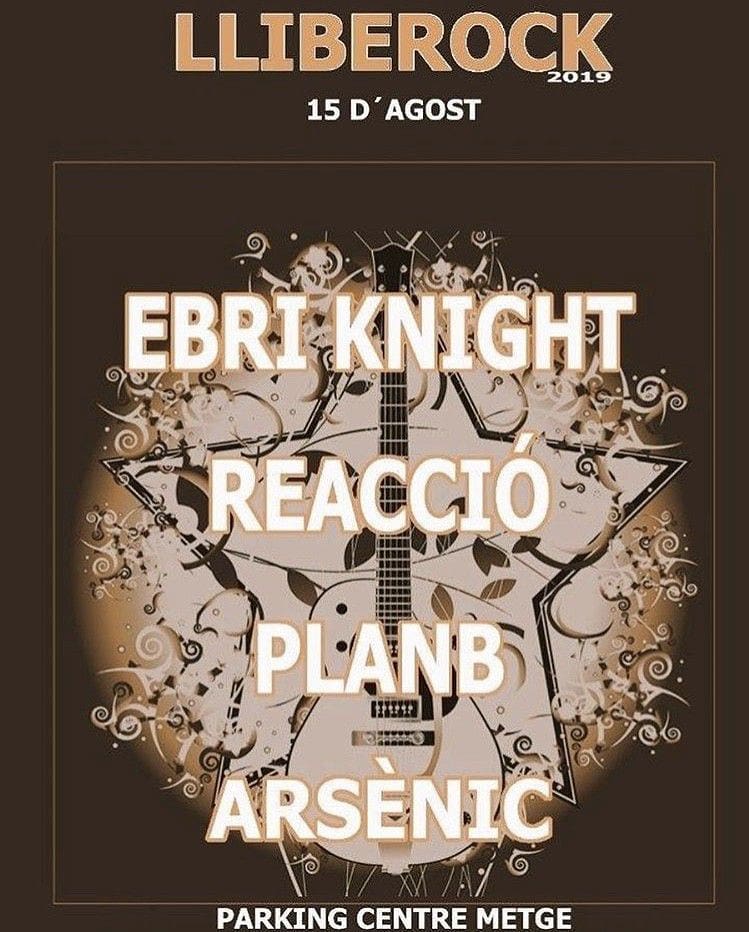 LLIBEROCK
2019
15 D´AGOST
EBRI KNIGHT
REACCIÓ
PLANB
ARSÈNIC
PARKING CENTRE METGE